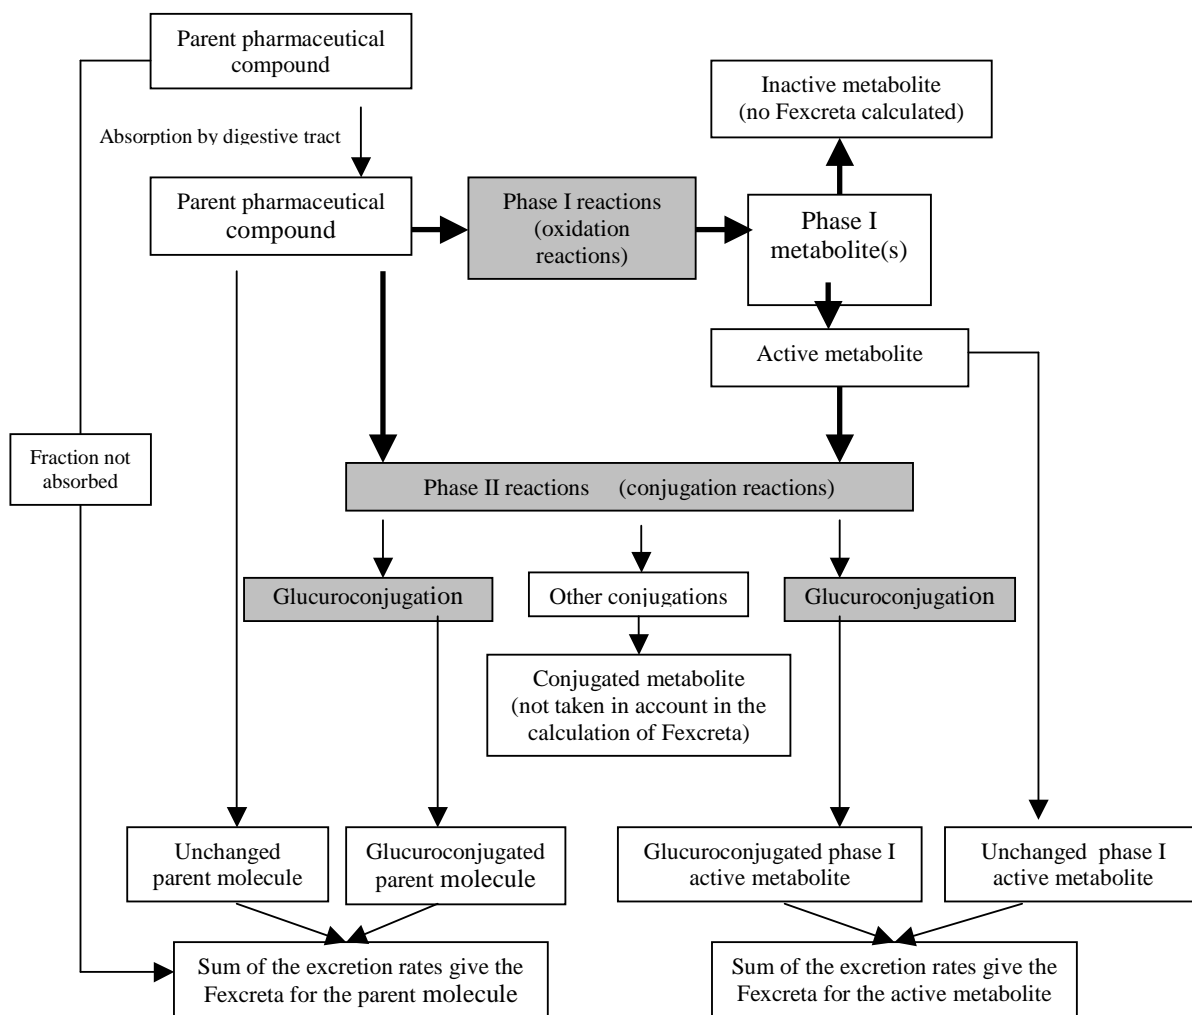 Parent pharmaceutical
compound
Inactive metabolite
(no Fexcreta calculated)
Absorption by digestive tract
Parent pharmaceutical
compound
Phase I reactions
(oxidation
reactions)
Phase I
metabolite(s)
Active metabolite
Fraction not
absorbed
Phase II reactions (conjugation reactions)
Glucuroconjugation
Other conjugations
Glucuroconjugation
Conjugated metabolite
(not taken in account in the
calculation of Fexcreta)
Unchanged
parent molecule
Glucuroconjugated
parent molecule
Glucuroconjugated phase I
active metabolite
Unchanged phase I
active metabolite
Sum of the excretion rates give the
Fexcreta for the parent molecule
Sum of the excretion rates give the
Fexcreta for the active metabolite